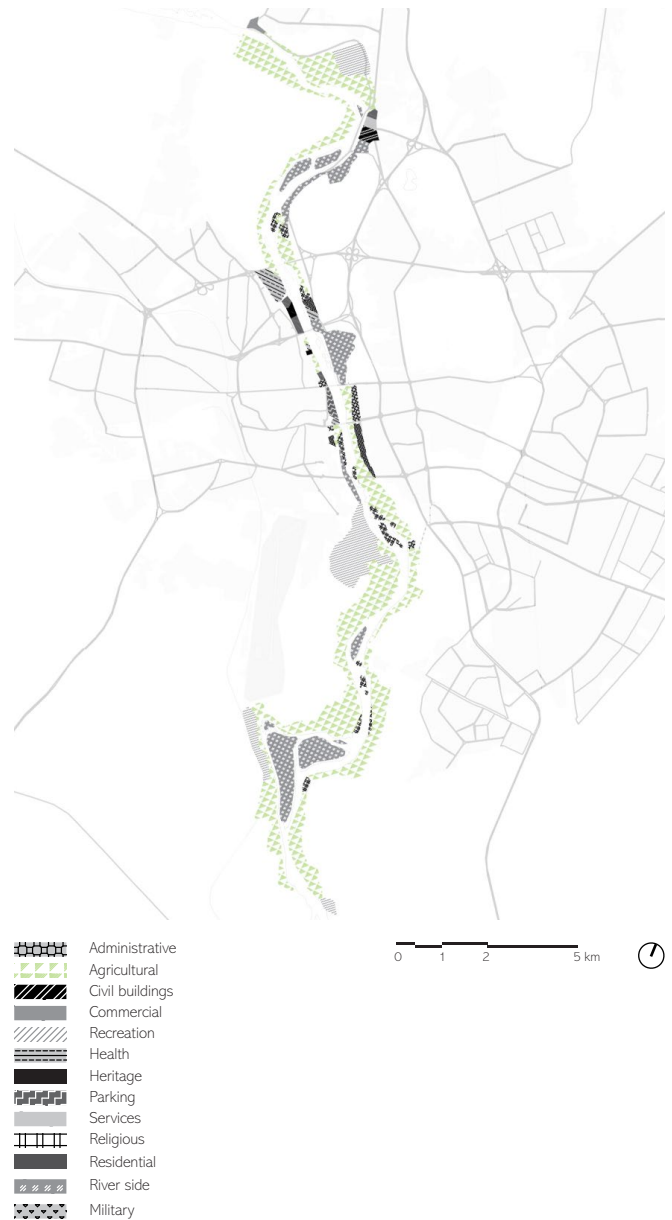 Administrative
Agricultural
Civil buildings
Commercial
Recreation
Health
Heritage
Parking
Services
Religious
Residential
River side
Military
0 1 2 5 km